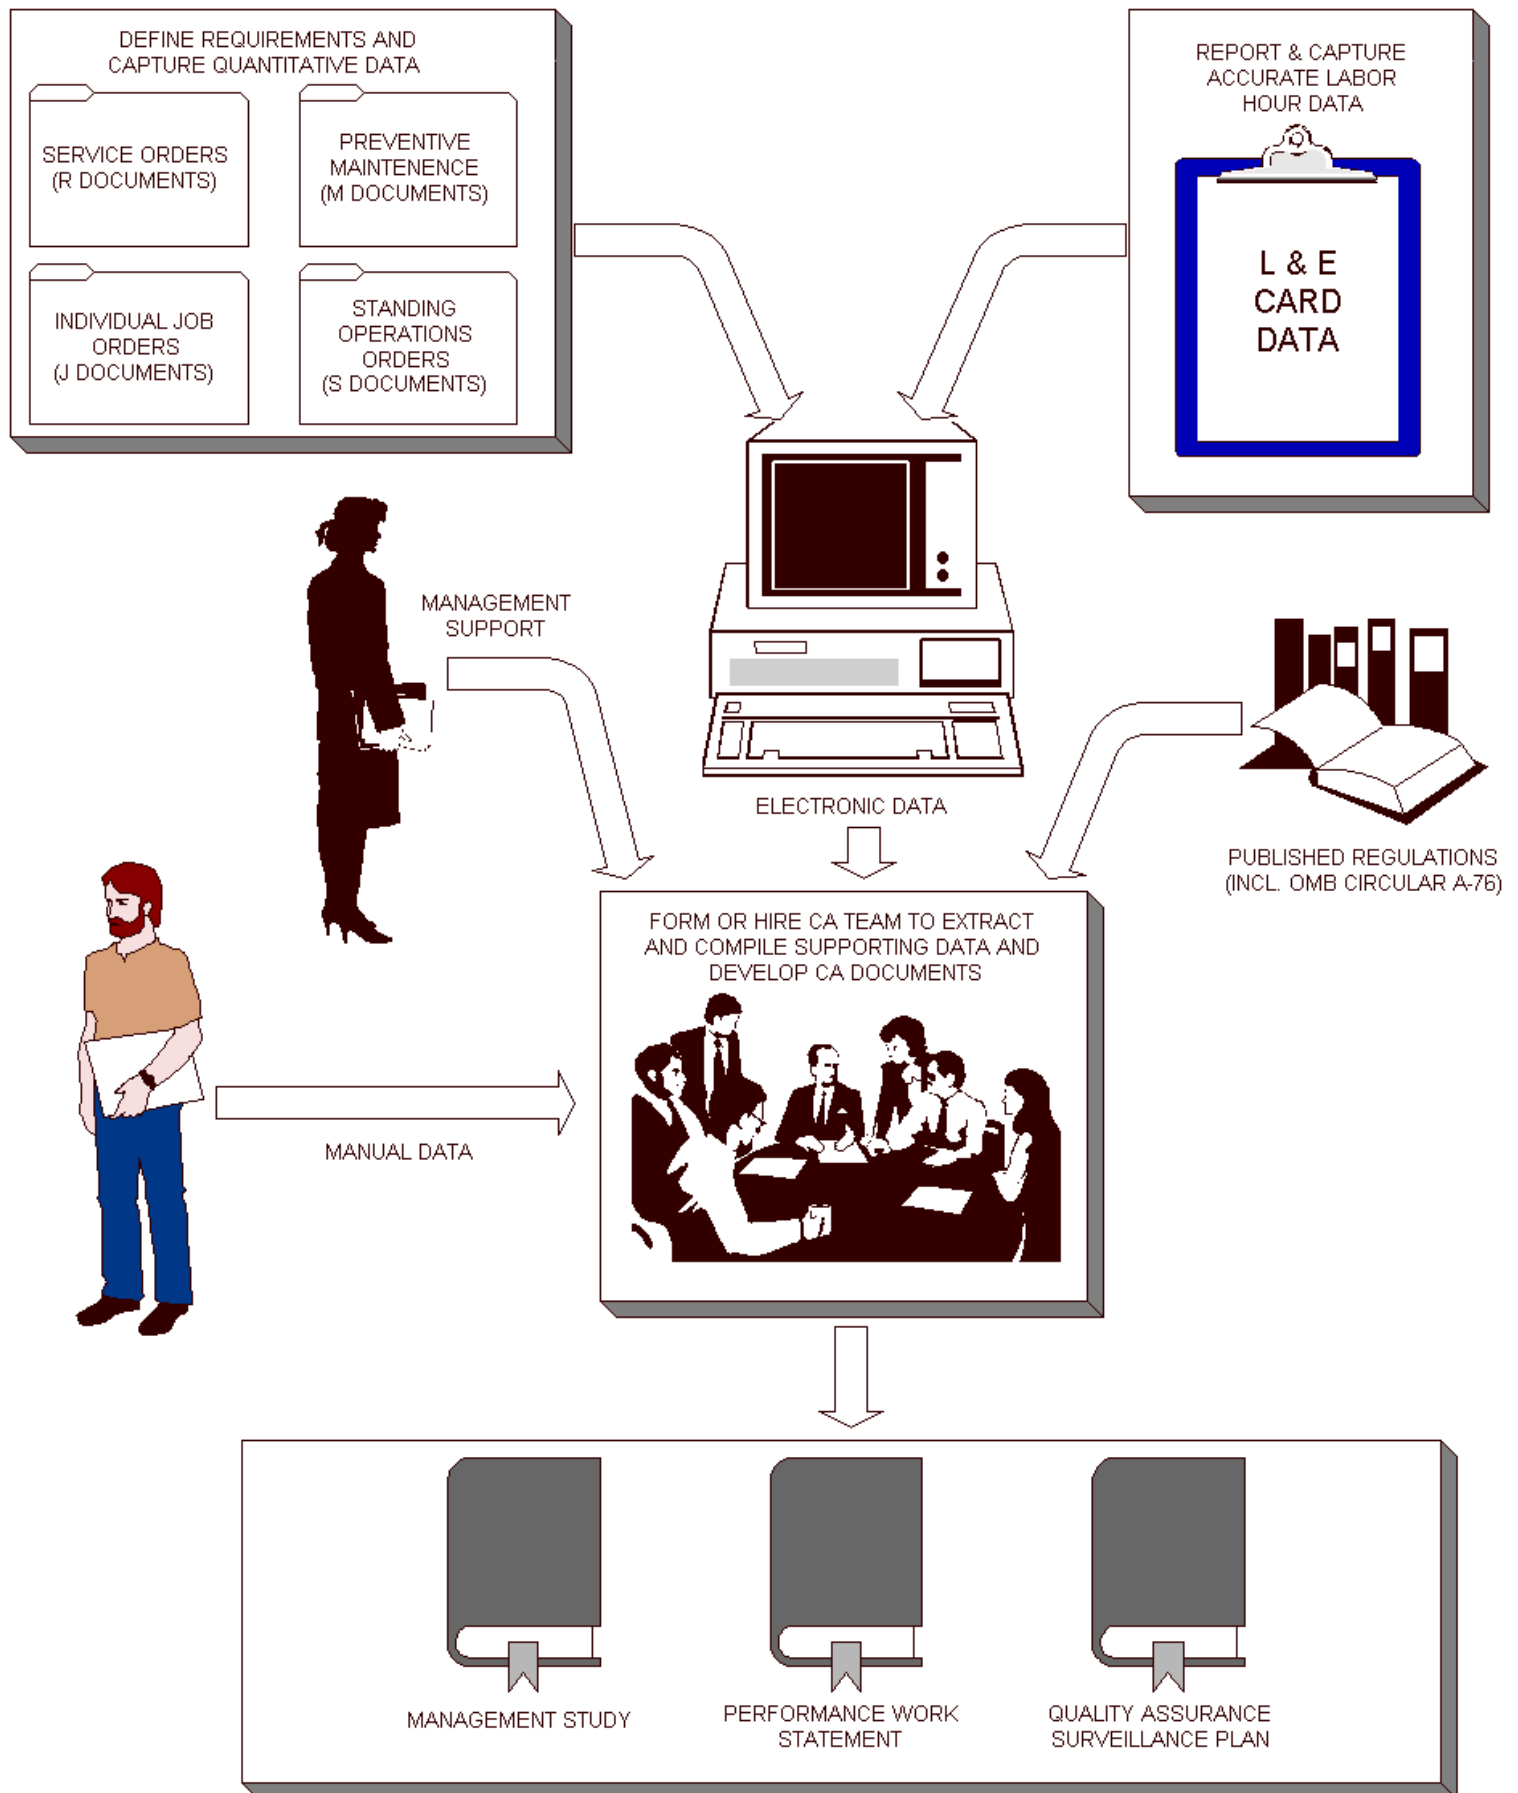 DEFINE REQUIREMENTS AND
CAPTURE QUANTITATIVE DATA
SERVICE ORDERS
(R DOCUMENTS)
PREVENTIVE
MAINTENENCE
(M DOCUMENTS)
INDIVIDUAL JOB
ORDERS
(J DOCUMENTS)
STANDING
OPERATIONS
ORDERS
(S DOCUMENTS)
REPORT & CAPTURE
ACCURATE LABOR
HOUR DATA
L & E
CARD
DATA
MANAGEMENT
SUPPORT
ELECTRONIC DATA
PUBLISHED REGULATIONS
(INCL. OMB CIRCULAR A-76)
FORM OR HIRE CA TEAM TO EXTRACT
AND COMPILE SUPPORTING DATA AND
DEVELOP CA DOCUMENTS
MANUAL DATA
MANAGEMENT STUDY
PERFORMANCE WORK
STATEMENT
QUALITY ASSURANCE
SURVEILLANCE PLAN